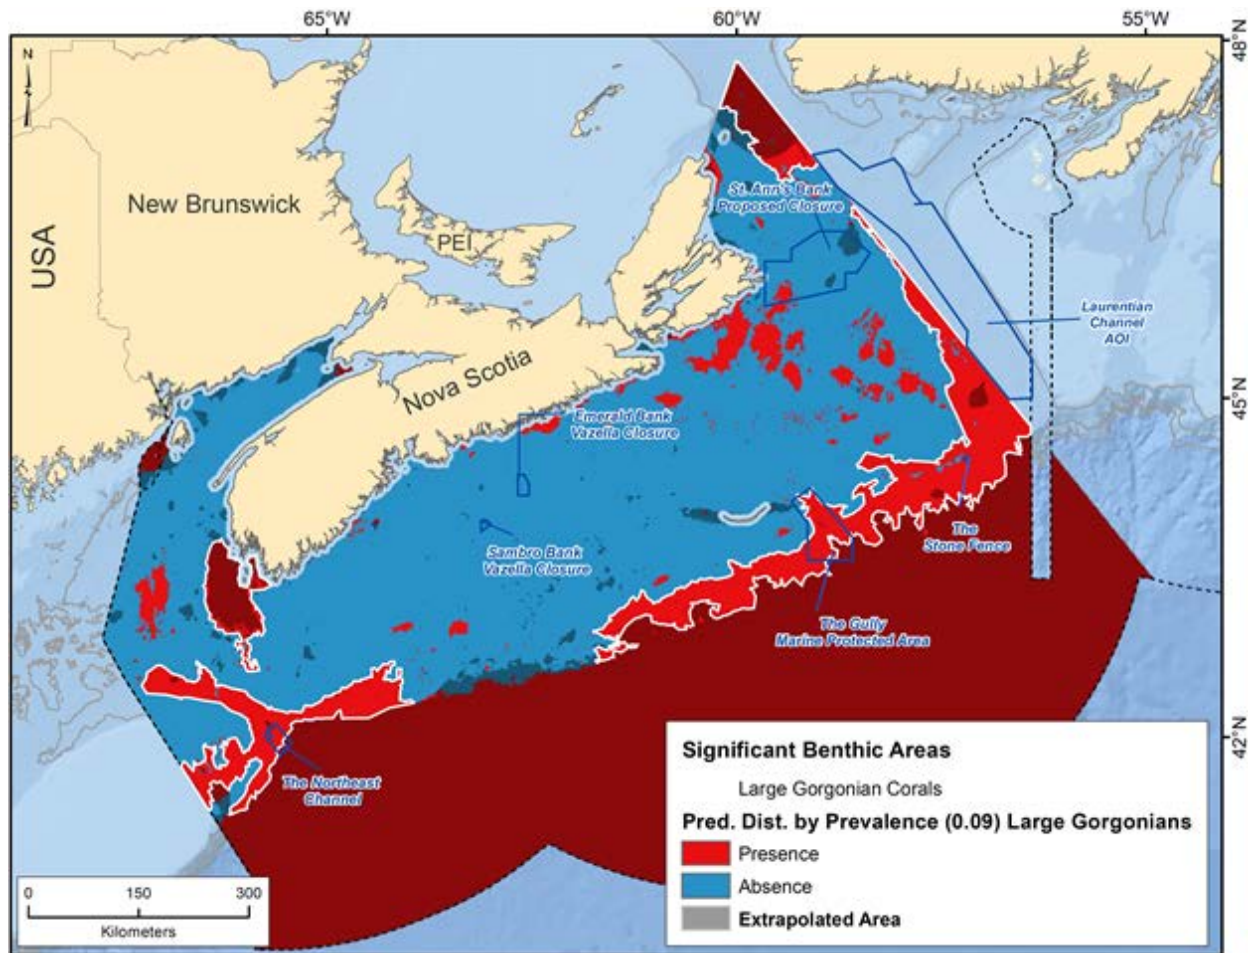 65°W
60°W
55°W
48°N
N
USA
New Brunswick
PEI
St. Ann's Bank
Proposed Closure
Laurentian
Channel
AOI
Nova Scotia
45°N
Emerald Bank
Vazella Closure
Sambro Bank
Vazella Closure
The
Stone Fence
The Gully
Marine Protected Area
42°N
The Northeast
Channel
Significant Benthic Areas
Large Gorgonian Corals
Pred. Dist. by Prevalence (0.09) Large Gorgonians
Presence
Absence
Extrapolated Area
0 150 300
Kilometers